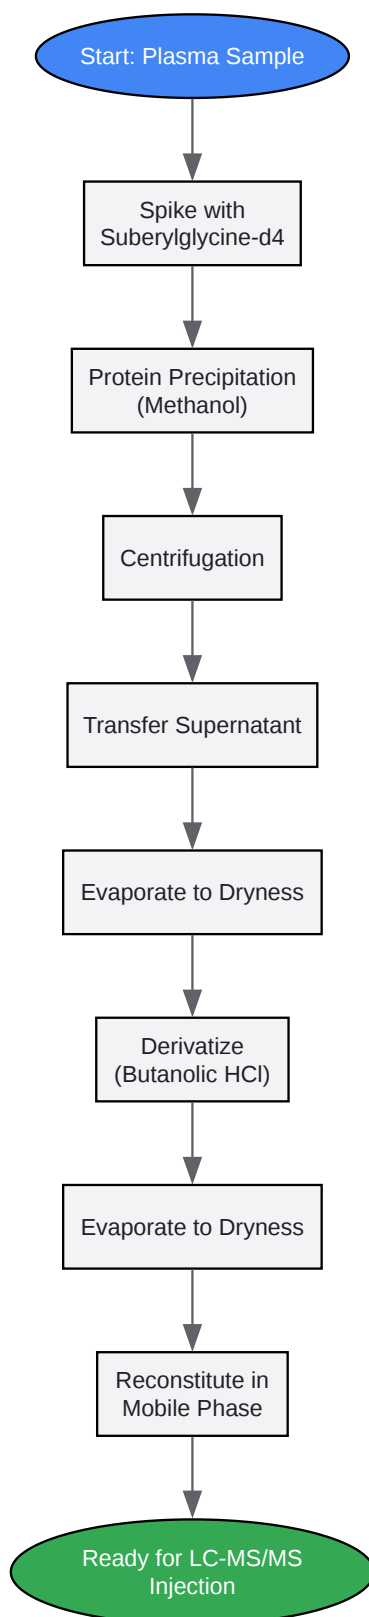 Start: Plasma Sample
Spike with
Suberylglycine-d4
Protein Precipitation
(Methanol)
Centrifugation
Transfer Supernatant
Evaporate to Dryness
Derivatize
(Butanolic HCl)
Evaporate to Dryness
Reconstitute in
Mobile Phase
Ready for LC-MS/MS
Injection